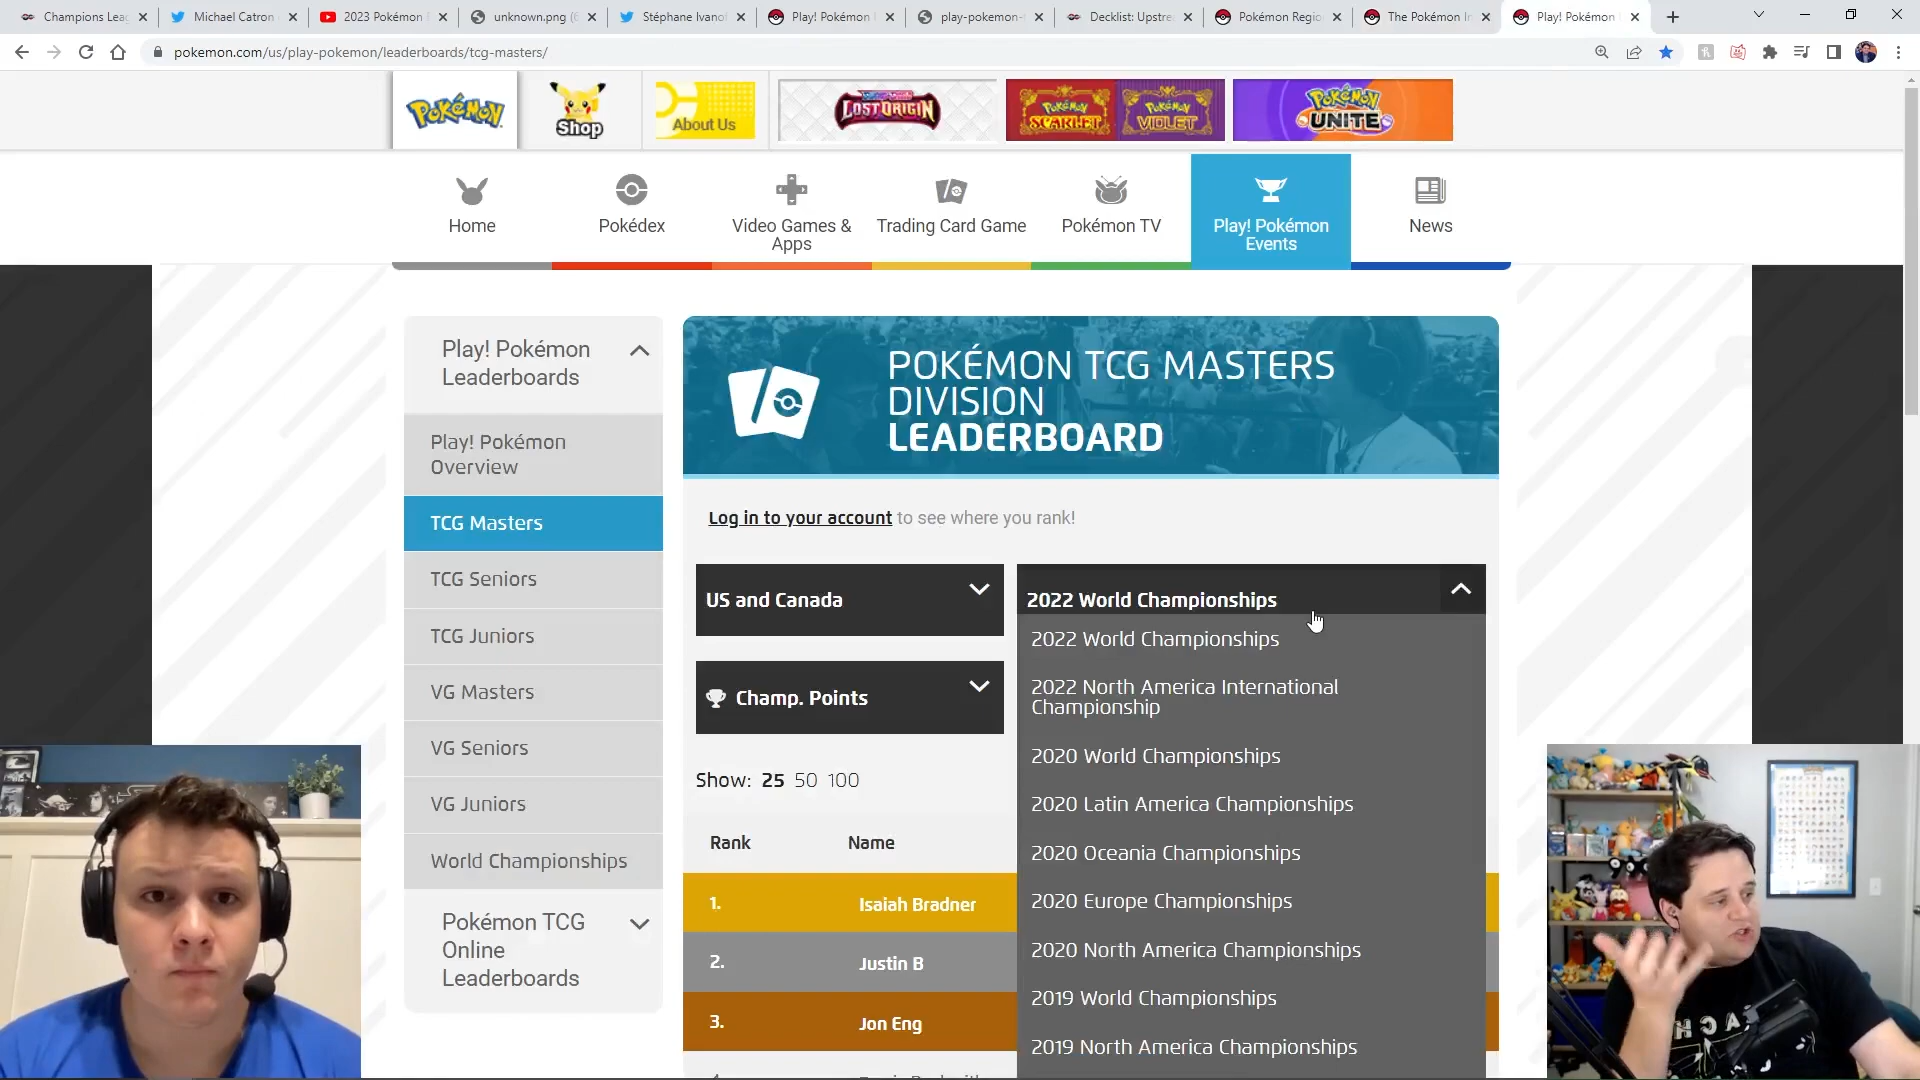 Champions Lea
Michael Catron
2023 Pokémon
unknown.png (6
Stéphane Ivanof
Play! Pokémon
play-pokemon-
Decklist: Upstre
Pokémon Regio
The Pokémon In
Play! Pokémon
pokemon.com/us/play-pokemon/leaderboards/tcg-masters/
Pokémon
Shop
About Us
LOST ORIGIN
Pokémon
SCARLET
Pokémon
VIOLET
POKÉMON
UNITE
Home
Pokédex
Video Games &
Apps
Trading Card Game
Pokémon TV
Play! Pokémon
Events
News
Play! Pokémon
Leaderboards
Play! Pokémon
Overview
TCG Masters
TCG Seniors
TCG Juniors
VG Masters
VG Seniors
VG Juniors
World Championships
Pokémon TCG
Online
Leaderboards
POKÉMON TCG MASTERS
DIVISION
LEADERBOARD
Log in to your account to see where you rank!
US and Canada
2022 World Championships
Champ. Points
2022 World Championships
2022 North America International
Championship
2020 World Championships
2020 Latin America Championships
2020 Oceania Championships
2020 Europe Championships
2020 North America Championships
2019 World Championships
2019 North America Championships
Show: 25 50 100
Rank Name
1. Isaiah Bradner
2. Justin B
3. Jon Eng